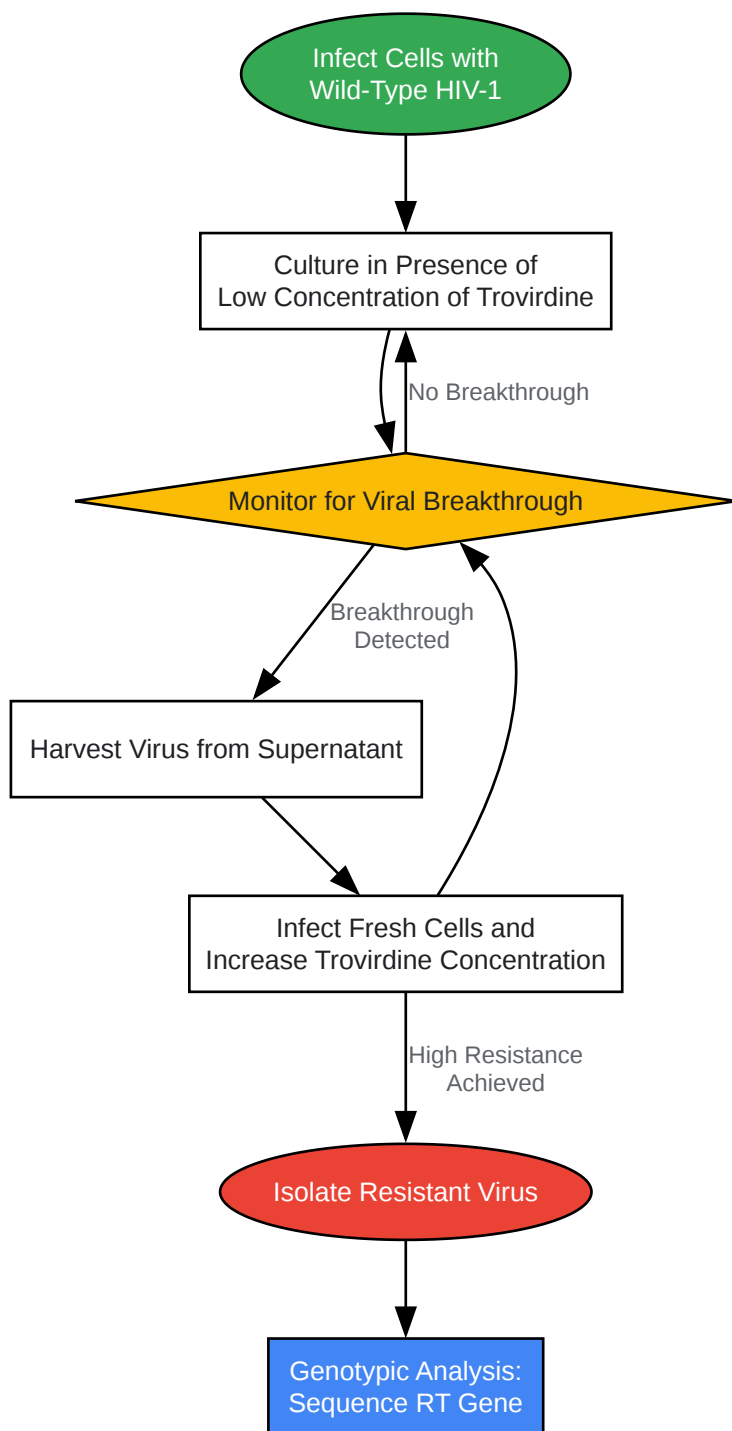 Infect Cells with
Wild-Type HIV-1
Culture in Presence of
Low Concentration of Trovirdine
No Breakthrough
Monitor for Viral Breakthrough
Breakthrough
Detected
Harvest Virus from Supernatant
Infect Fresh Cells and
Increase Trovirdine Concentration
High Resistance
Achieved
Isolate Resistant Virus
Genotypic Analysis:
Sequence RT Gene